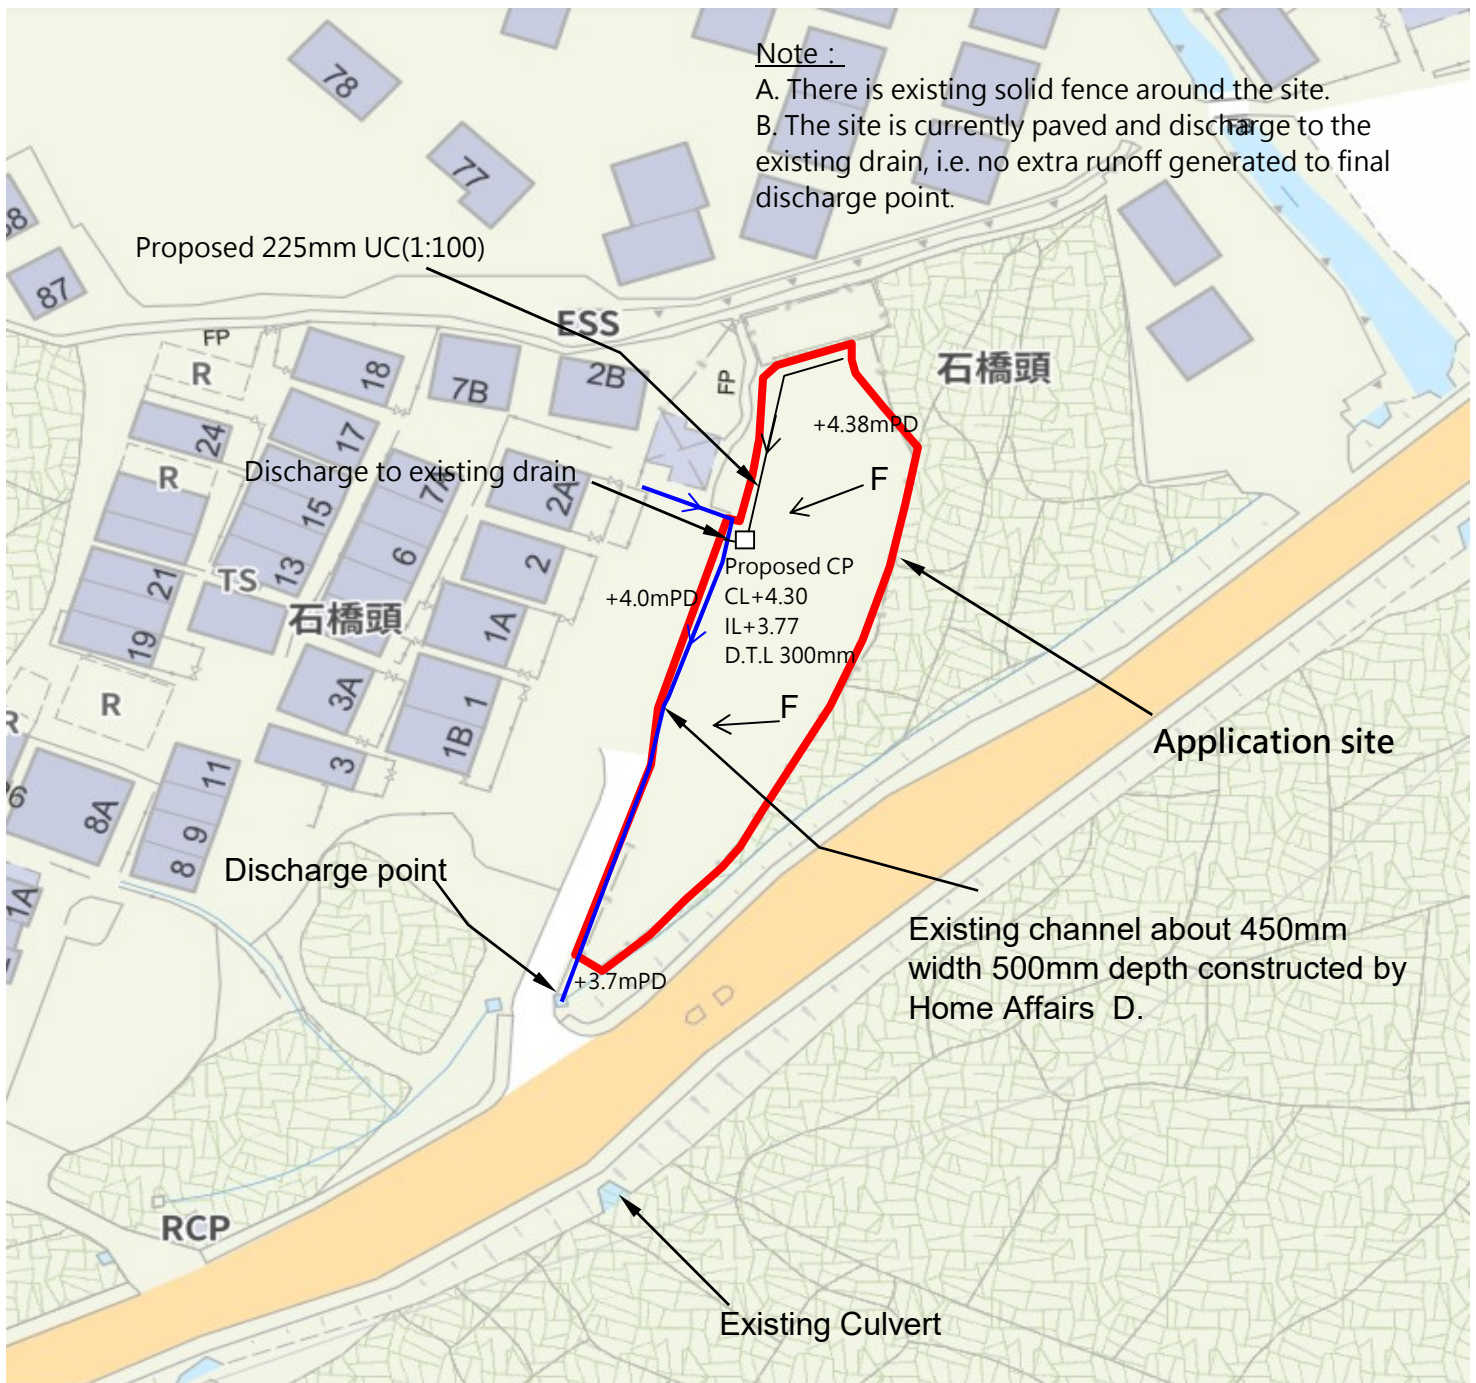 Note :
A. There is existing solid fence around the site.
B. The site is currently paved and discharge to the
existing drain, i.e. no extra runoff generated to final
discharge point.
78
77
87
Proposed 225mm UC(1:100)
ESS
FP
R
18
7B
2B
FP
石橋頭
24
17
+4.38mPD
R
Discharge to existing drain
7A
2A
F
15
6
2
21
13
TS
Proposed CP
CL+4.30
IL+3.77
D.T.L 300mm
+4.0mPD
石橋頭
19
1A
3A
1
R
R
F
1B
3
11
Application site
8A
9
8
Discharge point
1A
Existing channel about 450mm
width 500mm depth constructed by
Home Affairs D.
+3.7mPD
RCP
Existing Culvert